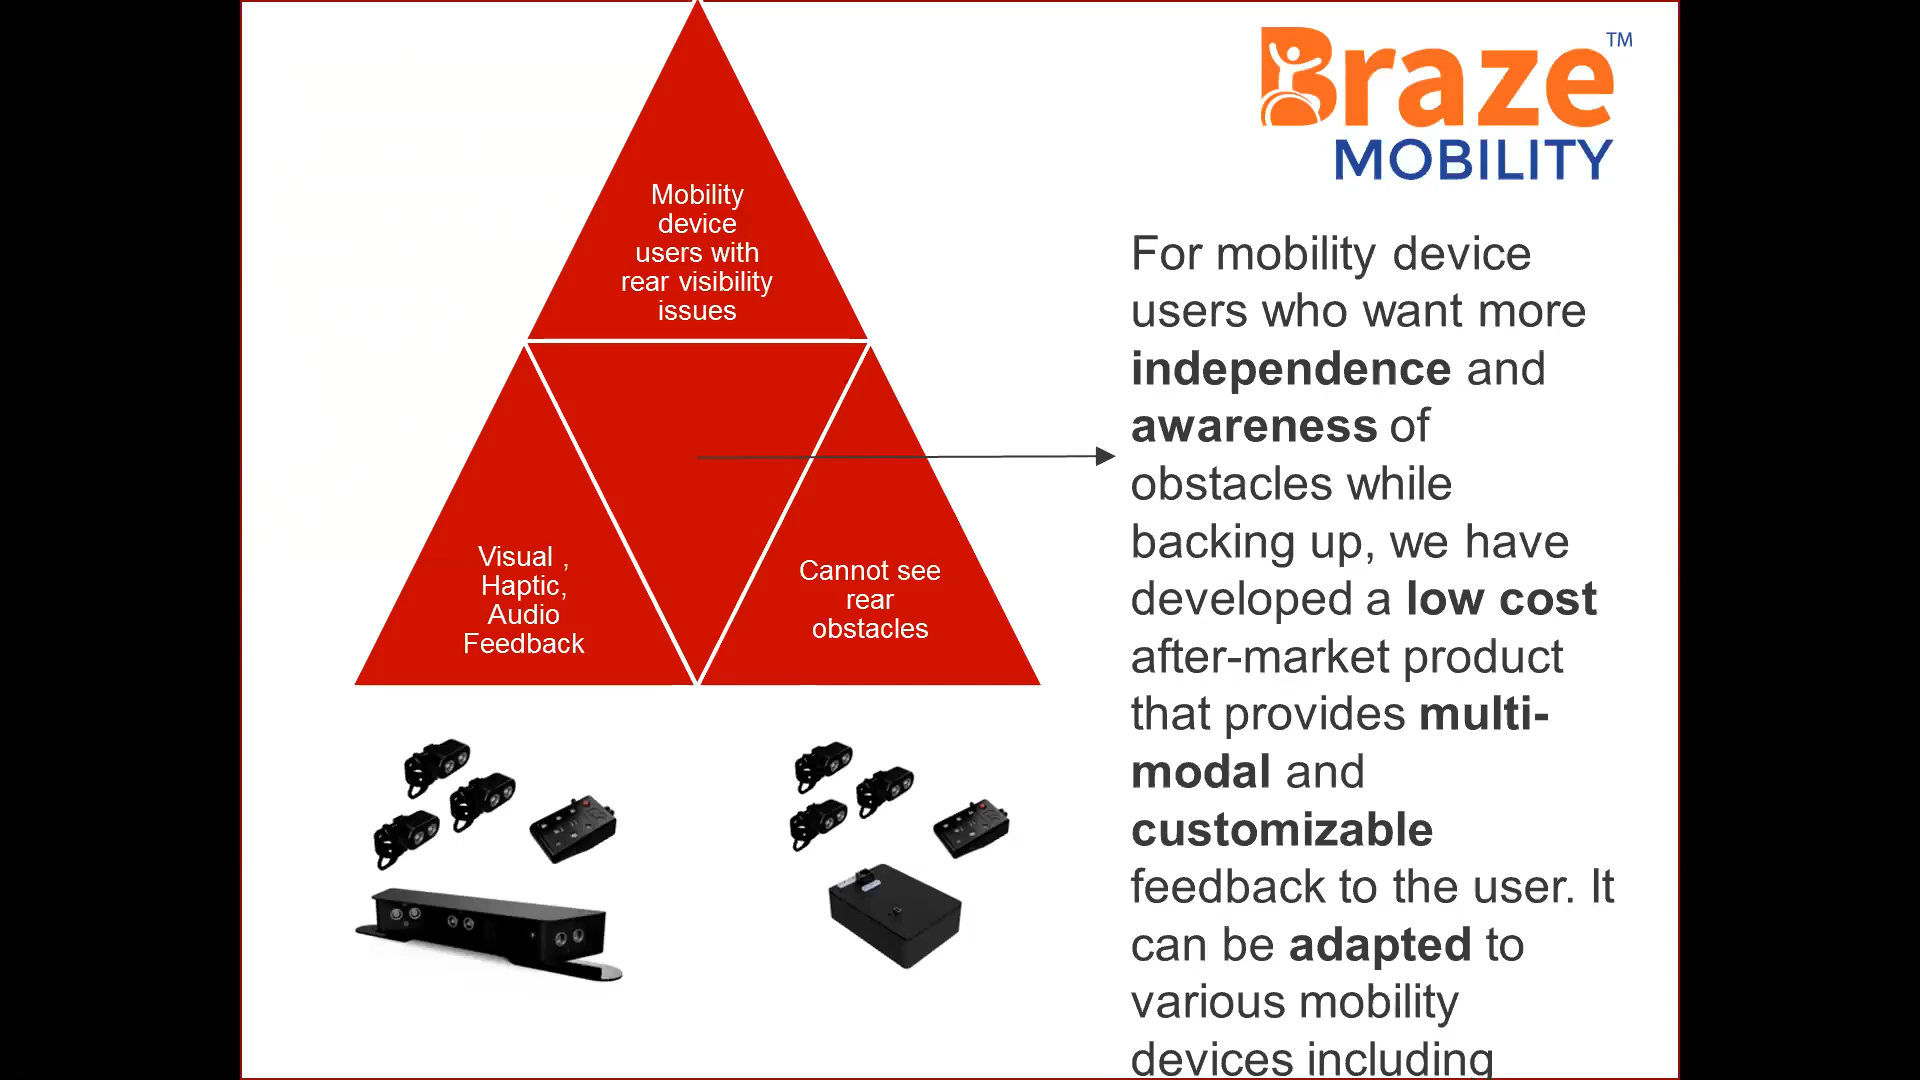 Braze TM
MOBILITY
Mobility
device
users with
rear visibility
issues
Visual ,
Haptic,
Audio
Feedback
Cannot see
rear
obstacles
For mobility device
users who want more
independence and
awareness of
obstacles while
backing up, we have
developed a low cost
after-market product
that provides multi-
modal and
customizable
feedback to the user. It
can be adapted to
various mobility
devices including